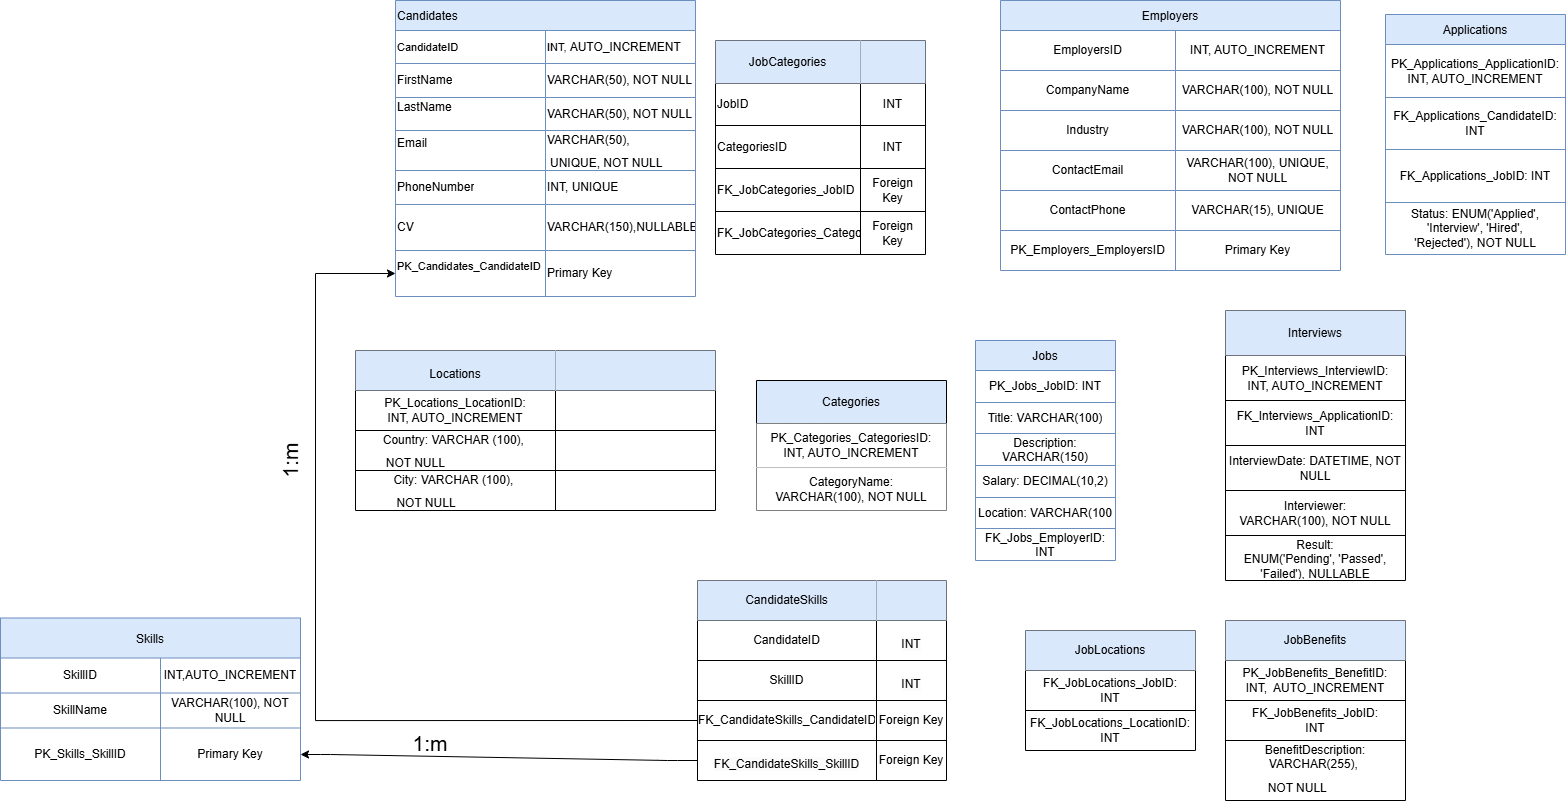 Candidates
CandidateID
INT, AUTO_INCREMENT
FirstName
VARCHAR(50), NOT NULL
LastName
VARCHAR(50), NOT NULL
Email
VARCHAR(50),
UNIQUE, NOT NULL
PhoneNumber
INT, UNIQUE
CV
VARCHAR(150),NULLABLE
PK_Candidates_CandidateID
Primary Key
JobCategories
JobID
INT
CategoriesID
INT
FK_JobCategories_JobID
Foreign
Key
FK_JobCategories_Catego
Foreign
Key
Employers
EmployersID
INT, AUTO_INCREMENT
CompanyName
VARCHAR(100), NOT NULL
Industry
VARCHAR(100), NOT NULL
ContactEmail
VARCHAR(100), UNIQUE,
NOT NULL
ContactPhone
VARCHAR(15), UNIQUE
PK_Employers_EmployersID
Primary Key
Applications
PK_Applications_ApplicationID:
INT, AUTO_INCREMENT
FK_Applications_CandidateID:
INT
FK_Applications_JobID: INT
Status: ENUM('Applied',
'Interview', 'Hired',
'Rejected'), NOT NULL
Locations
PK_Locations_LocationID:
INT, AUTO_INCREMENT
Country: VARCHAR (100),
NOT NULL
City: VARCHAR (100),
NOT NULL
Categories
PK_Categories_CategoriesID:
INT, AUTO_INCREMENT
CategoryName:
VARCHAR(100), NOT NULL
Jobs
PK_Jobs_JobID: INT
Title: VARCHAR(100)
Description:
VARCHAR(150)
Salary: DECIMAL(10,2)
Location: VARCHAR(100
FK_Jobs_EmployerID:
INT
Interviews
PK_Interviews_InterviewID:
INT, AUTO_INCREMENT
FK_Interviews_ApplicationID:
INT
InterviewDate: DATETIME, NOT
NULL
Interviewer:
VARCHAR(100), NOT NULL
Result:
ENUM('Pending', 'Passed',
'Failed'), NULLABLE
1:m
Skills
SkillID
INT,AUTO_INCREMENT
SkillName
VARCHAR(100), NOT
NULL
PK_Skills_SkillID
Primary Key
1:m
CandidateSkills
CandidateID
INT
SkillID
INT
FK_CandidateSkills_CandidateID
Foreign Key
FK_CandidateSkills_SkillID
Foreign Key
JobLocations
FK_JobLocations_JobID:
INT
FK_JobLocations_LocationID:
INT
JobBenefits
PK_JobBenefits_BenefitID:
INT, AUTO_INCREMENT
FK_JobBenefits_JobID:
INT
BenefitDescription:
VARCHAR(255),
NOT NULL